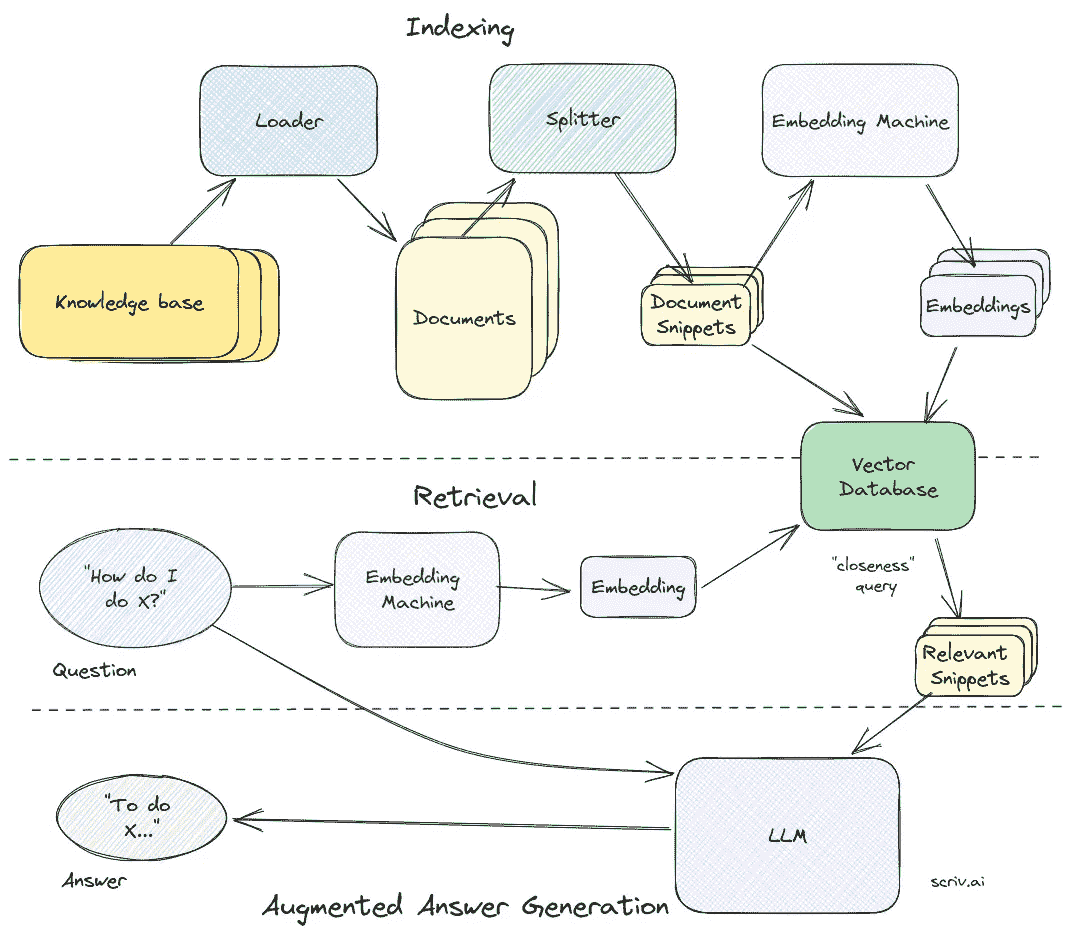 Indexing
Loader
Splitter
Embedding Machine
Knowledge base
Documents
Document
Snippets
Embeddings
Vector
Database
Retrieval
"How do I
do X?"
Question
Embedding
Machine
Embedding
"closeness"
query
Relevant
Snippets
"To do
X..."
Answer
LLM
scriv.ai
Augmented Answer Generation